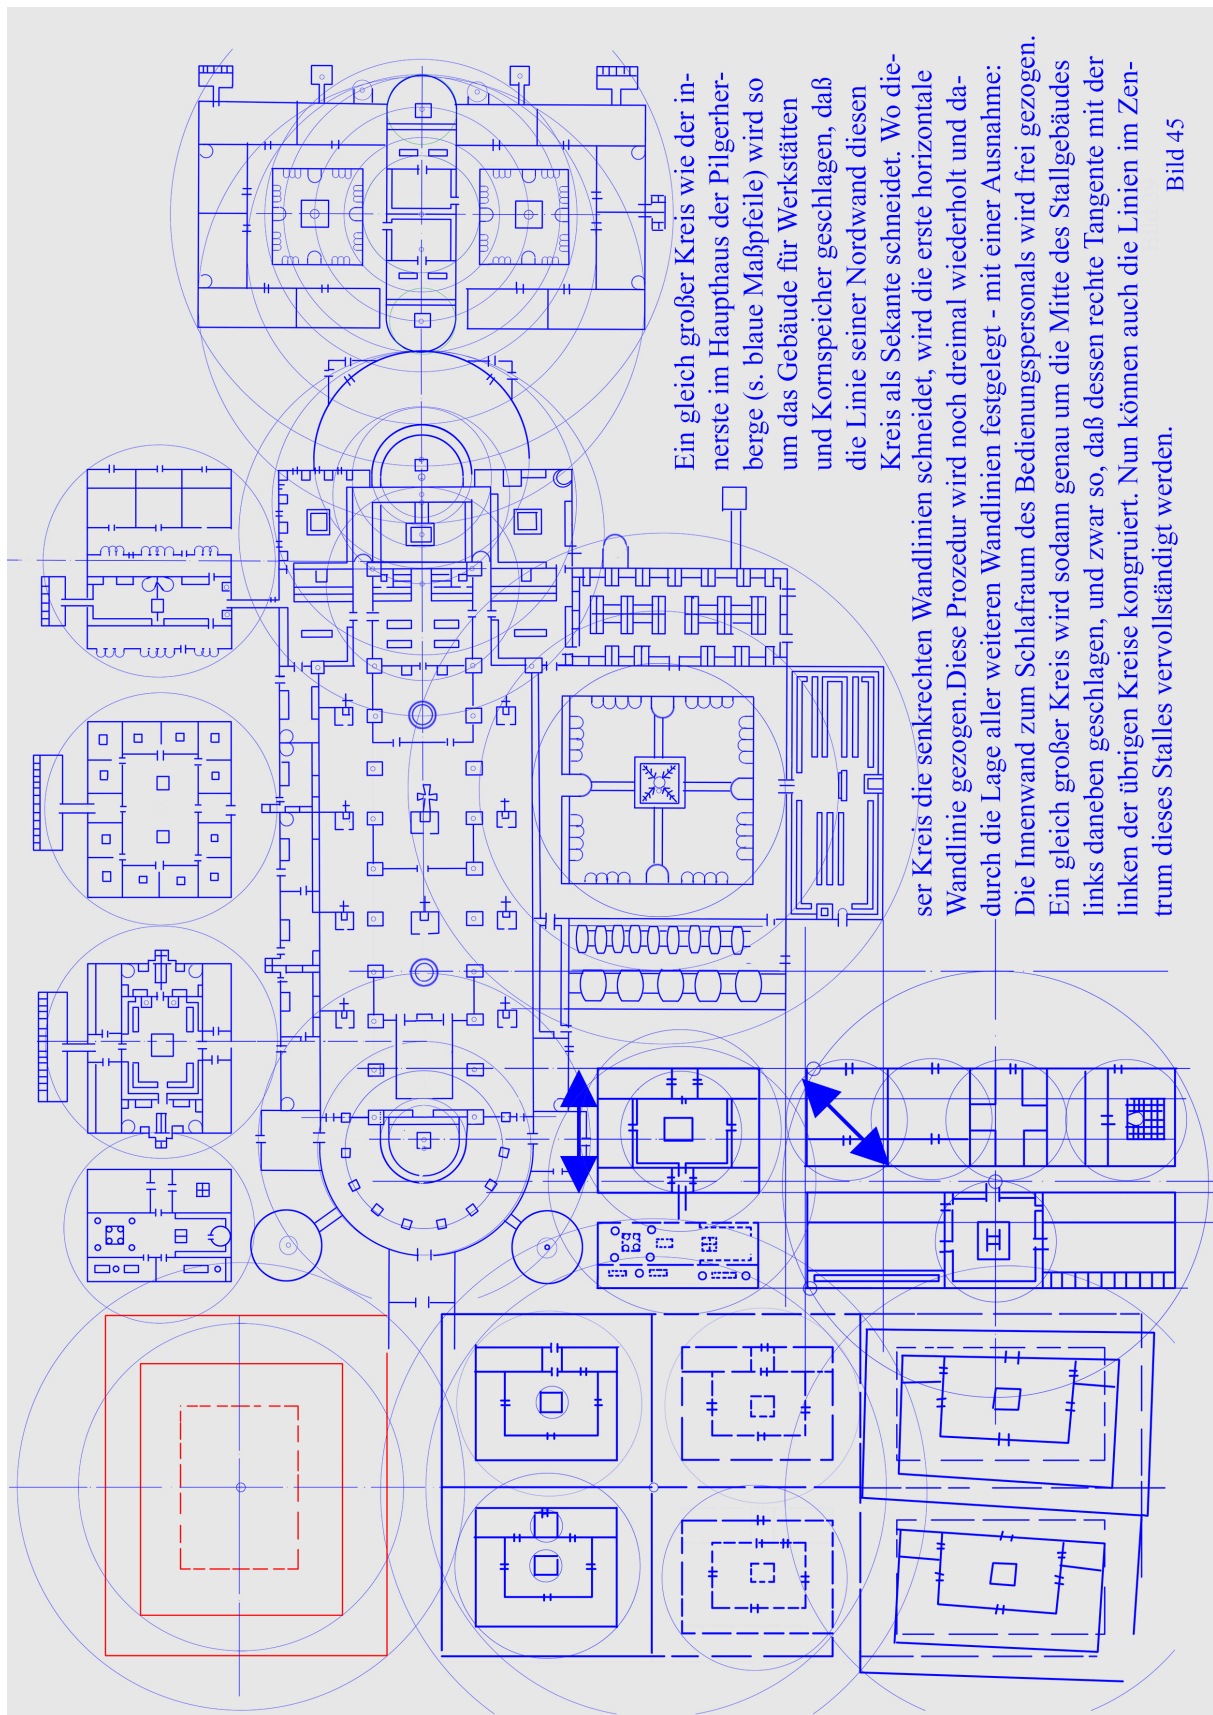 Ein gleich großer Kreis wie der in-
nerste im Haupthaus der Pilgerher-
berge (s. blaue Maßpfeile) wird so
um das Gebäude für Werkstätten
und Kornspeicher geschlagen, daß
die Linie seiner Nordwand diesen
Kreis als Sekante schneidet. Wo die-
ser Kreis die senkrechten Wandlinien schneidet, wird die erste horizontale
Wandlinie gezogen.Diese Prozedur wird noch dreimal wiederholt und da-
durch die Lage aller weiteren Wandlinien festgelegt - mit einer Ausnahme:
Die Innenwand zum Schlafraum des Bedienungspersonals wird frei gezogen.
Ein gleich großer Kreis wird sodann genau um die Mitte des Stallgebäudes
links daneben geschlagen, und zwar so, daß dessen rechte Tangente mit der
linken der übrigen Kreise kongruiert. Nun können auch die Linien im Zen-
trum dieses Stalles vervollständigt werden.
Bild 45